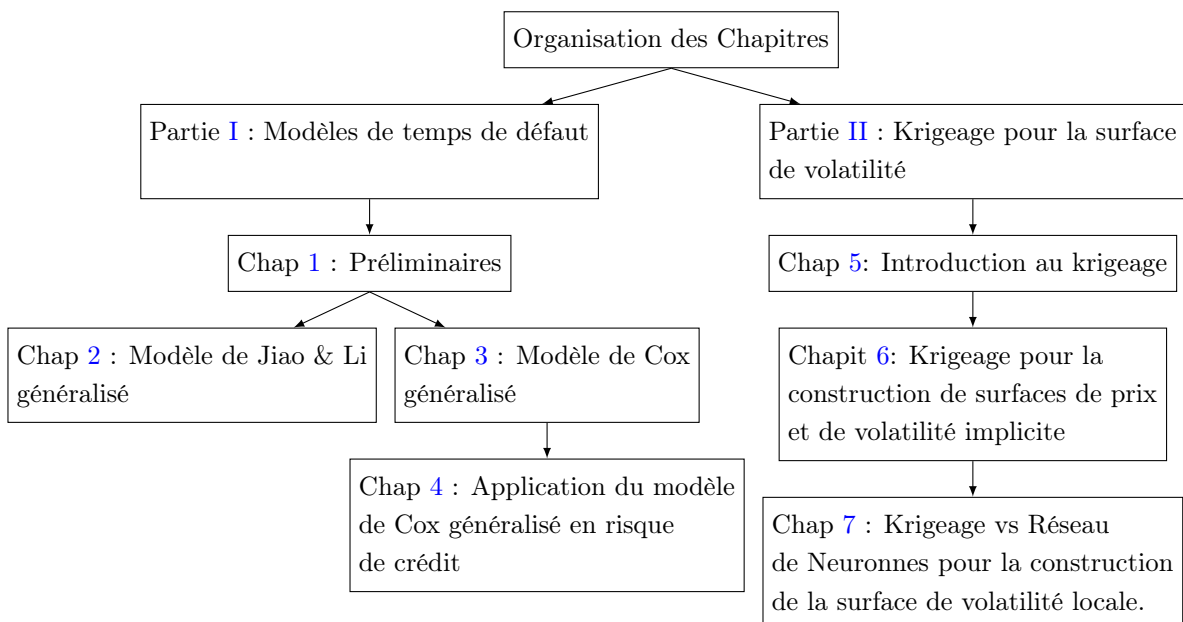 Organisation des Chapitres
Partie I : Modèles de temps de défaut
Partie II : Krigeage pour la surface
de volatilité
Chap 1 : Préliminaires
Chap 5: Introduction au krigeage
Chap 2 : Modèle de Jiao & Li
généralisé
Chap 3 : Modèle de Cox
généralisé
Chapit 6: Krigeage pour la
construction de surfaces de prix
et de volatilité implicite
Chap 4 : Application du modèle
de Cox généralisé en risque
de crédit
Chap 7 : Krigeage vs Réseau
de Neuronnes pour la construction
de la surface de volatilité locale.